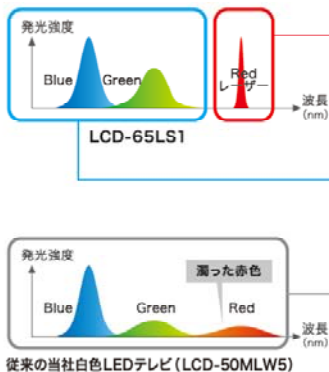 発光強度
Blue
Green
Red
レーザー
波長
(nm)
LCD-65LS1
発光強度
濁った赤色
Blue
Green
Red
波長
(nm)
従来の当社白色LEDテレビ(LCD-50MLW5)